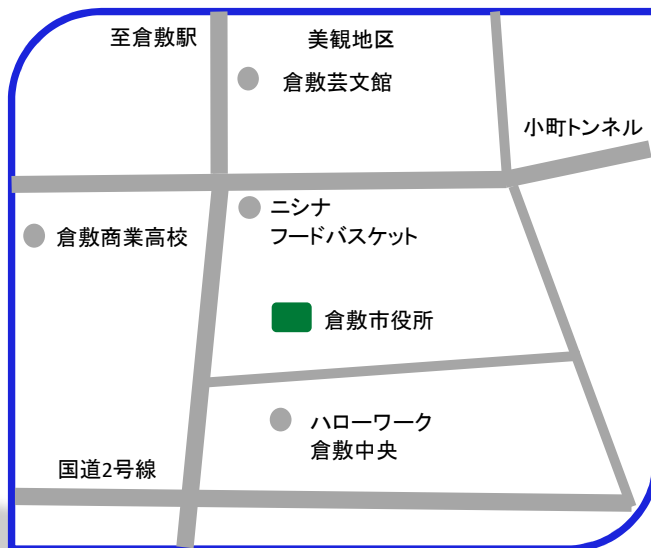 至倉敷駅
美観地区
倉敷芸文館
小町トンネル
ニシナ
フードバスケット
倉敷商業高校
倉敷市役所
ハローワーク
倉敷中央
国道2号線